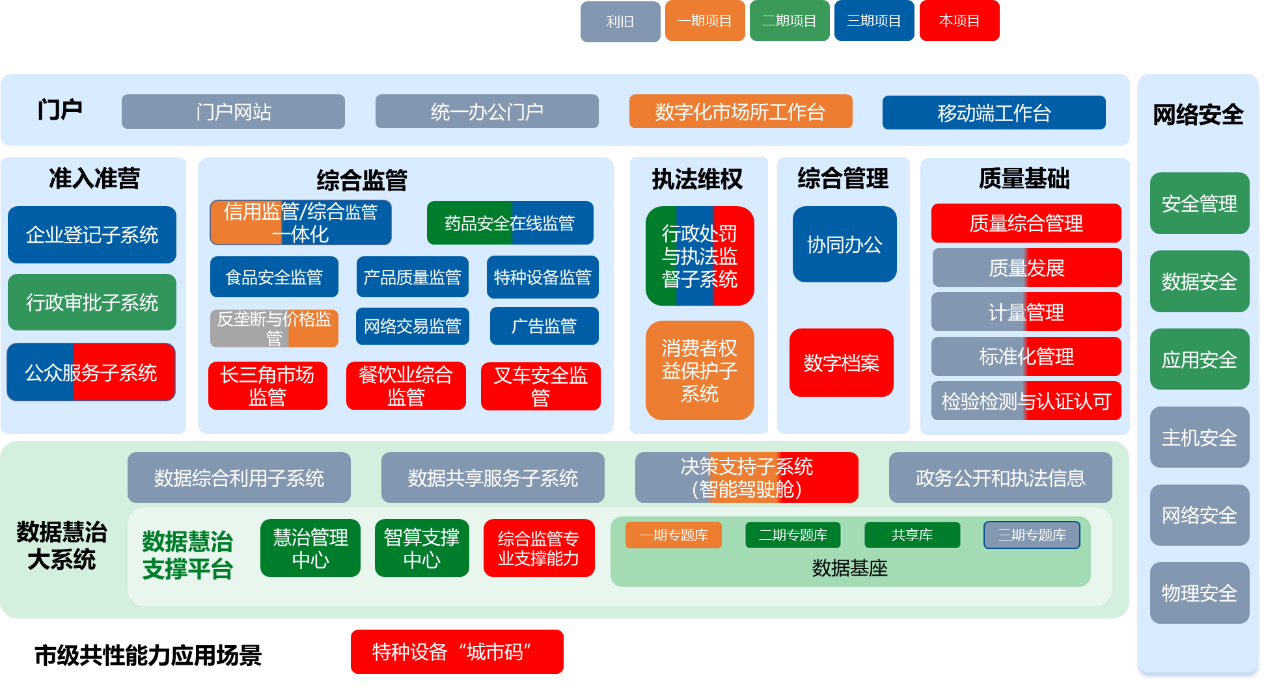 利旧
一期项目
二期项目
三期项目
本项目
门户
门户网站
统一办公门户
数字化市场所工作台
移动端工作台
准入准营
企业登记子系统
行政审批子系统
公众服务子系统
综合监管
信用监管/综合监管
一体化
药品安全在线监管
食品安全监管
产品质量监管
特种设备监管
反垄断与价格监
管
网络交易监管
广告监管
长三角市场
监管
餐饮业综合
监管
叉车安全监
管
执法维权
行政处罚
与执法监
督子系统
消费者权
益保护子
系统
综合管理
协同办公
数字档案
质量基础
质量综合管理
质量发展
计量管理
标准化管理
检验检测与认证认可
网络安全
安全管理
数据安全
应用安全
主机安全
网络安全
物理安全
数据慧治
大系统
数据综合利用子系统
数据共享服务子系统
决策支持子系统
（智能驾驶舱）
政务公开和执法信息
数据慧治
支撑平台
慧治管理
中心
智算支撑
中心
综合监管专
业支撑能力
一期专题库
二期专题库
共享库
三期专题库
数据基座
市级共性能力应用场景
特种设备“城市码”